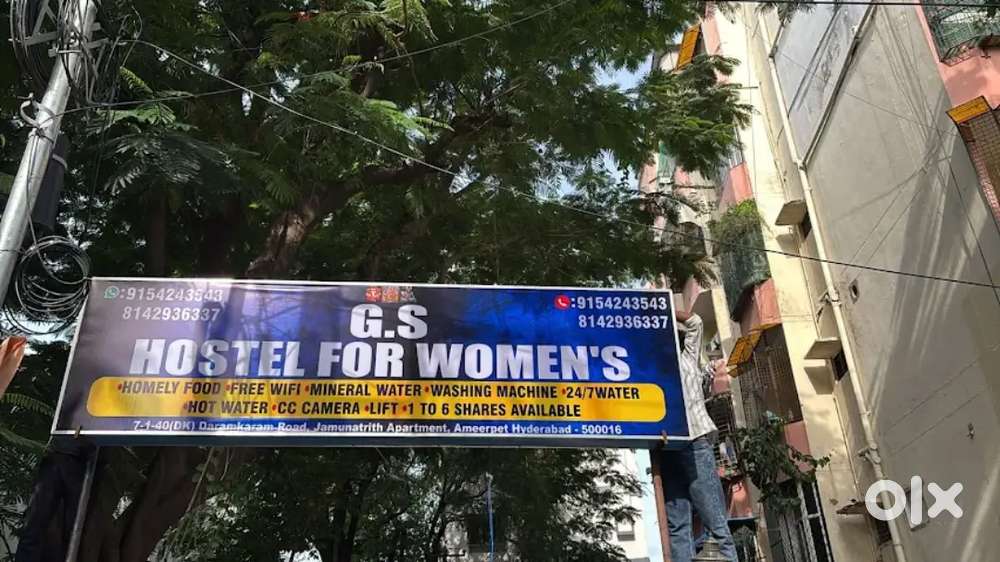 :9154243543
8142936337
:9154243543
8142936337
G.S
HOSTEL FOR WOMEN'S
•HOMELY FOOD •FREE WIFI •MINERAL WATER •WASHING MACHINE •24/7WATER
•HOT WATER •CC CAMERA •LIFT •1 TO 6 SHARES AVAILABLE
7-1-40(DK) Daramkaram Road, Jamunatrith Apartment, Ameerpet Hyderabad - 500016
olx